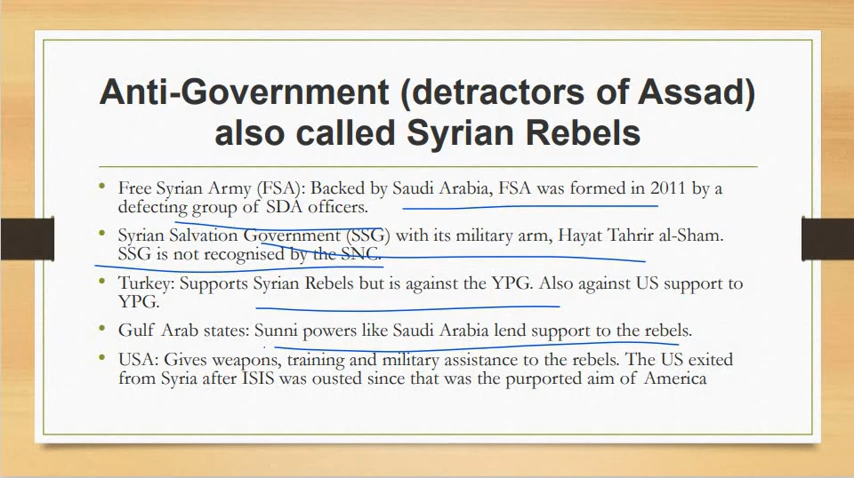 Anti-Government (detractors of Assad)
also called Syrian Rebels
• Free Syrian Army (FSA): Backed by Saudi Arabia, FSA was formed in 2011 by a
defecting group of SDA officers.
• Syrian Salvation Government (SSG) with its military arm, Hayat Tahrir al-Sham.
SSG is not recognised by the SNC.
• Turkey: Supports Syrian Rebels but is against the YPG. Also against US support to
YPG.
• Gulf Arab states: Sunni powers like Saudi Arabia lend support to the rebels.
• USA: Gives weapons, training and military assistance to the rebels. The US exited
from Syria after ISIS was ousted since that was the purported aim of America